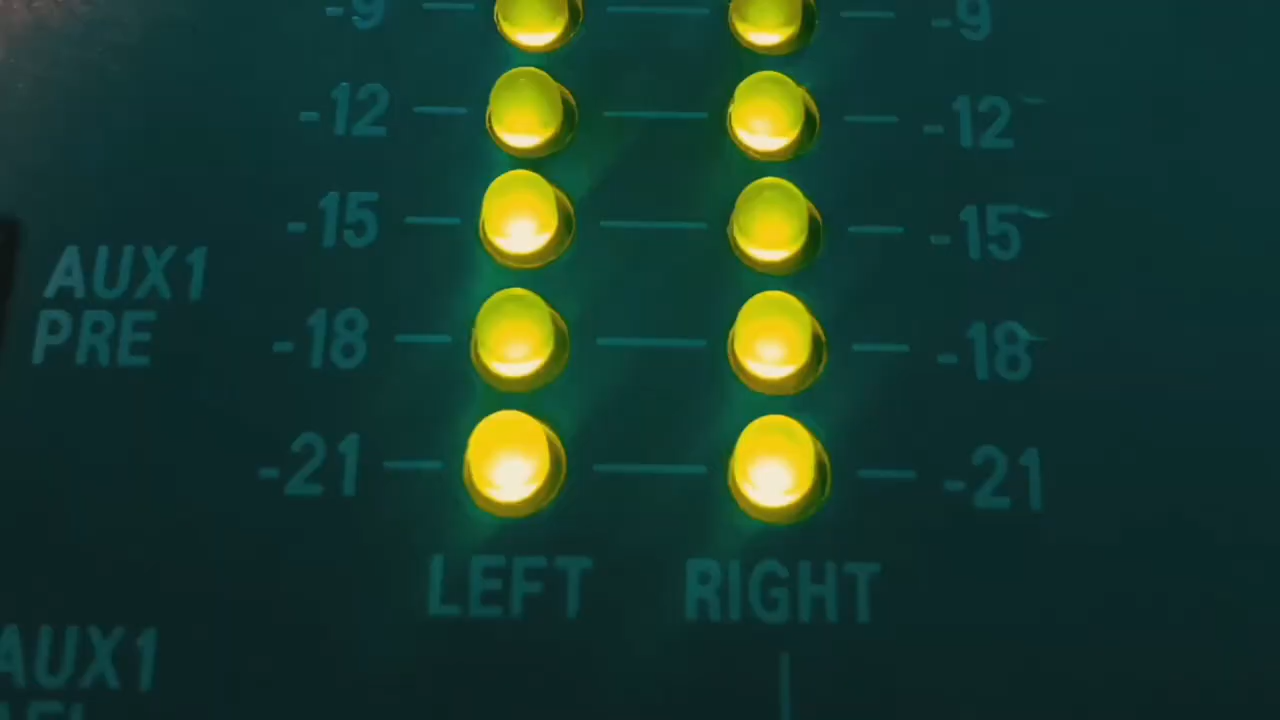 -9 -9
-12 -12
-15 -15
AUX1
PRE
-18 -18
-21 -21
LEFT RIGHT
AUX1